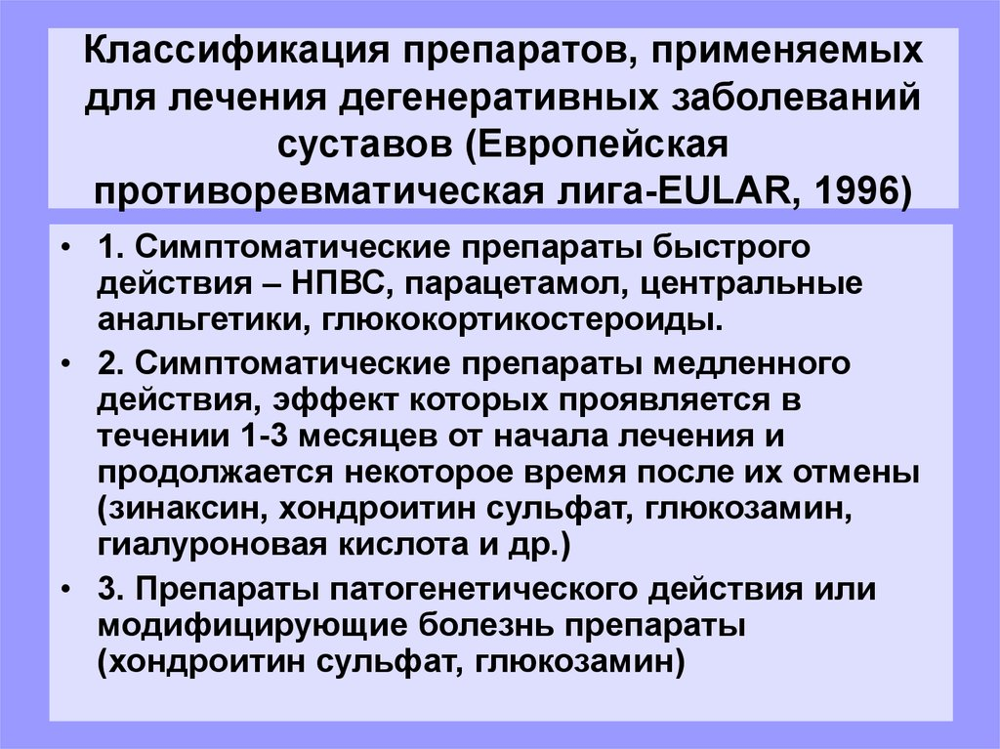 Классификация препаратов, применяемых
для лечения дегенеративных заболеваний
суставов (Европейская
противоревматическая лига-EULAR, 1996)
• 1. Симптоматические препараты быстрого
действия – НПВС, парацетамол, центральные
анальгетики, глюкокортикостероиды.
• 2. Симптоматические препараты медленного
действия, эффект которых проявляется в
течении 1-3 месяцев от начала лечения и
продолжается некоторое время после их отмены
(зинаксин, хондроитин сульфат, глюкозамин,
гиалуроновая кислота и др.)
• 3. Препараты патогенетического действия или
модифицирующие болезнь препараты
(хондроитин сульфат, глюкозамин)